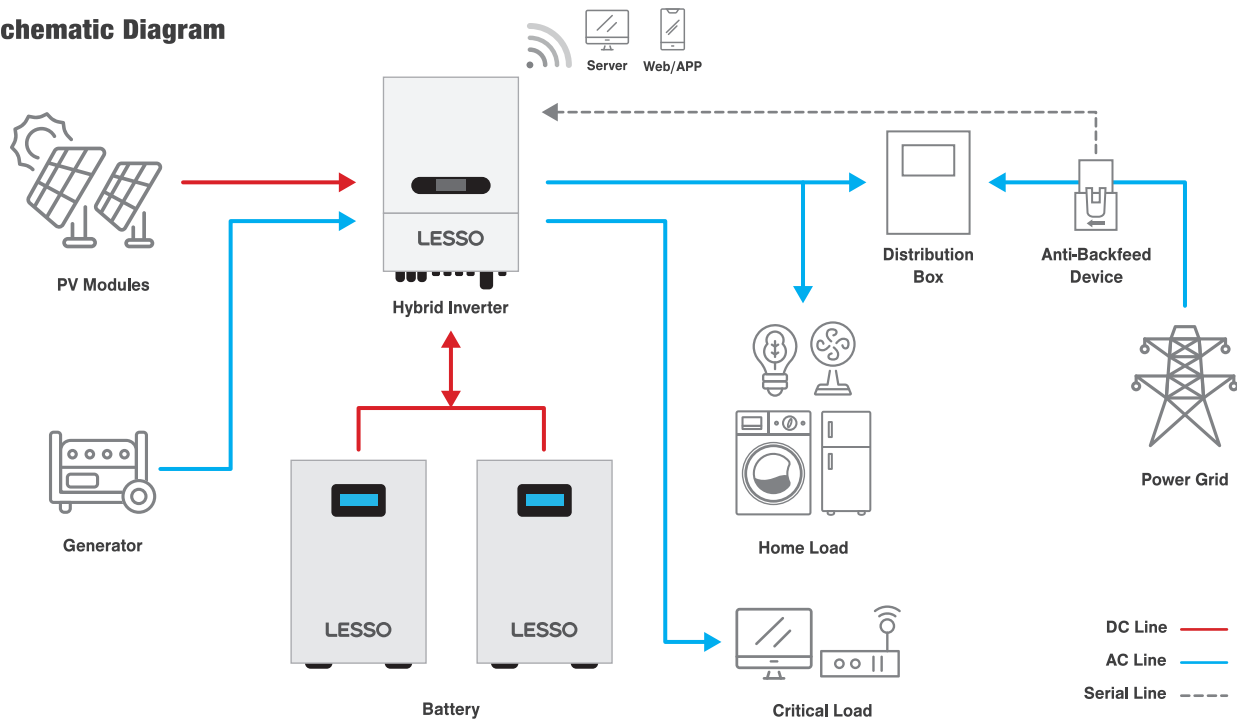 chematic Diagram
Server
Web/APP
LESSO
PV Modules
Hybrid Inverter
Distribution
Box
Anti-Backfeed
Device
Generator
LESSO
LESSO
Battery
Home Load
Critical Load
Power Grid
DC Line
AC Line
Serial Line